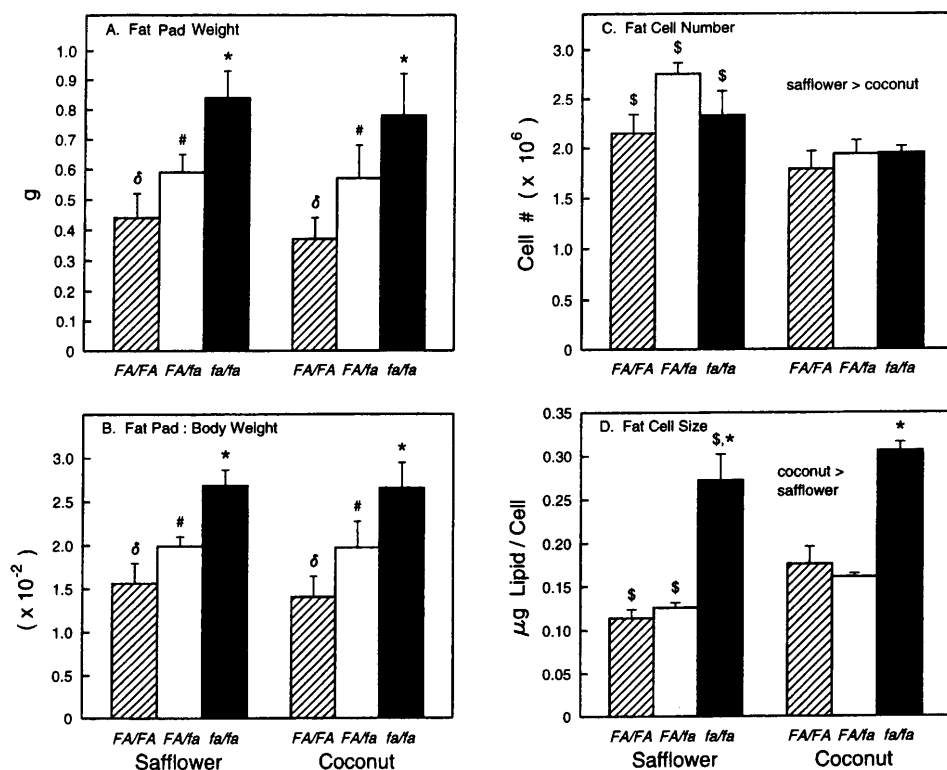 A. Fat Pad Weight
1.0
0.9
0.8
0.7
0.6
0.5
0.4
0.3
0.2
0.1
0
g
δ
#
*
δ
#
*
FA/FA FA/fa fa/fa FA/FA FA/fa fa/fa
C. Fat Cell Number
3.0
2.5
2.0
1.5
1.0
0.5
0
Cell # ( x 10⁶ )
$
$
$
safflower > coconut
FA/FA FA/fa fa/fa FA/FA FA/fa fa/fa
B. Fat Pad : Body Weight
3.0
2.5
2.0
1.5
1.0
0.5
0
( x 10⁻² )
δ
#
*
δ
#
*
FA/FA FA/fa fa/fa FA/FA FA/fa fa/fa
Safflower Coconut
D. Fat Cell Size
0.35
0.30
0.25
0.20
0.15
0.10
0.05
0.00
µg Lipid / Cell
$
$
$,*
coconut >
safflower
*
FA/FA FA/fa fa/fa FA/FA FA/fa fa/fa
Safflower Coconut